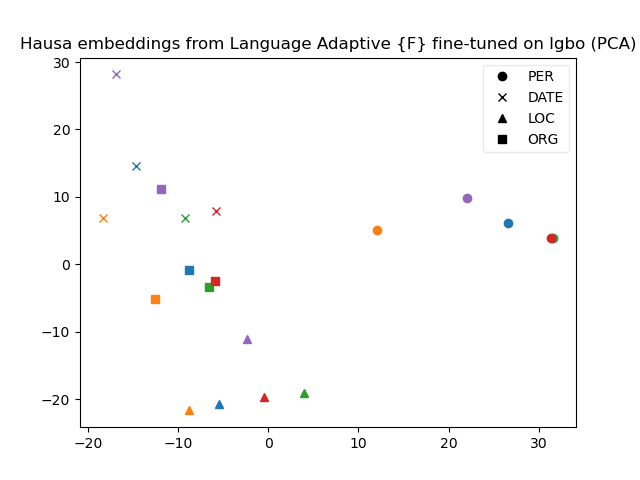 Hausa embeddings from Language Adaptive {F} fine-tuned on Igbo (PCA)
PER
DATE
LOC
ORG
30
20
10
0
−10
−20
−20 −10 0 10 20 30